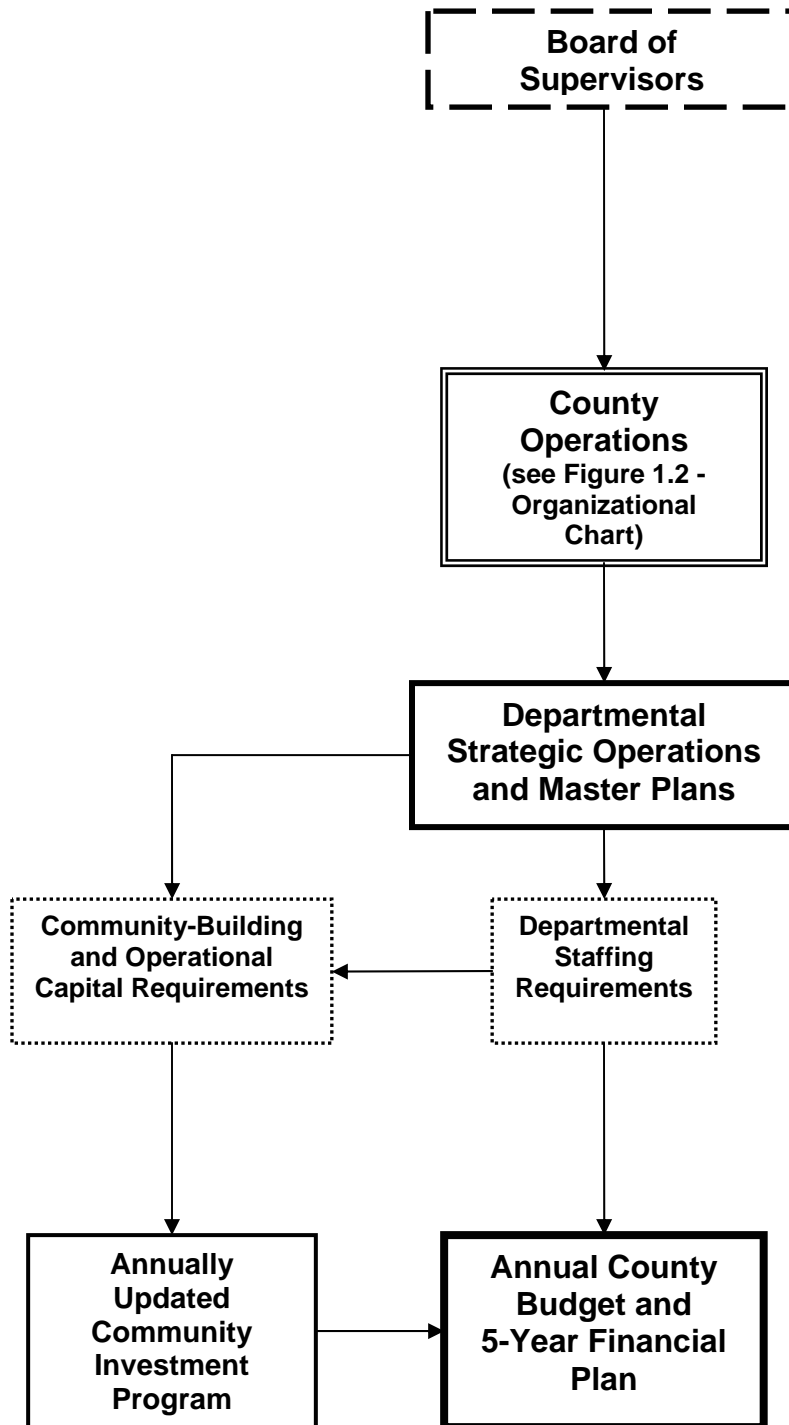 Board of
Supervisors
County
Operations
(see Figure 1.2 -
Organizational
Chart)
Departmental
Strategic Operations
and Master Plans
Community-Building
and Operational
Capital Requirements
Departmental
Staffing
Requirements
Annually
Updated
Community
Investment
Program
Annual County
Budget and
5-Year Financial
Plan